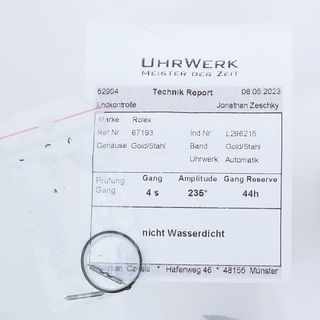 UHRWERK
MEISTER DER ZEIT
62904 Technik Report 08.05.2023
Endkontrolle Jonathan Zeschky
Marke Rolex
Ref Nr 67193 Ind Nr. L296215
Gehäuse Gold/Stahl Band Gold/Stahl
Uhrwerk Automatik
Prüfung Gang Amplitude Gang Reserve
Gang 4 s 235° 44h
nicht Wasserdicht
* Hafenweg 46 * 48155 Münster